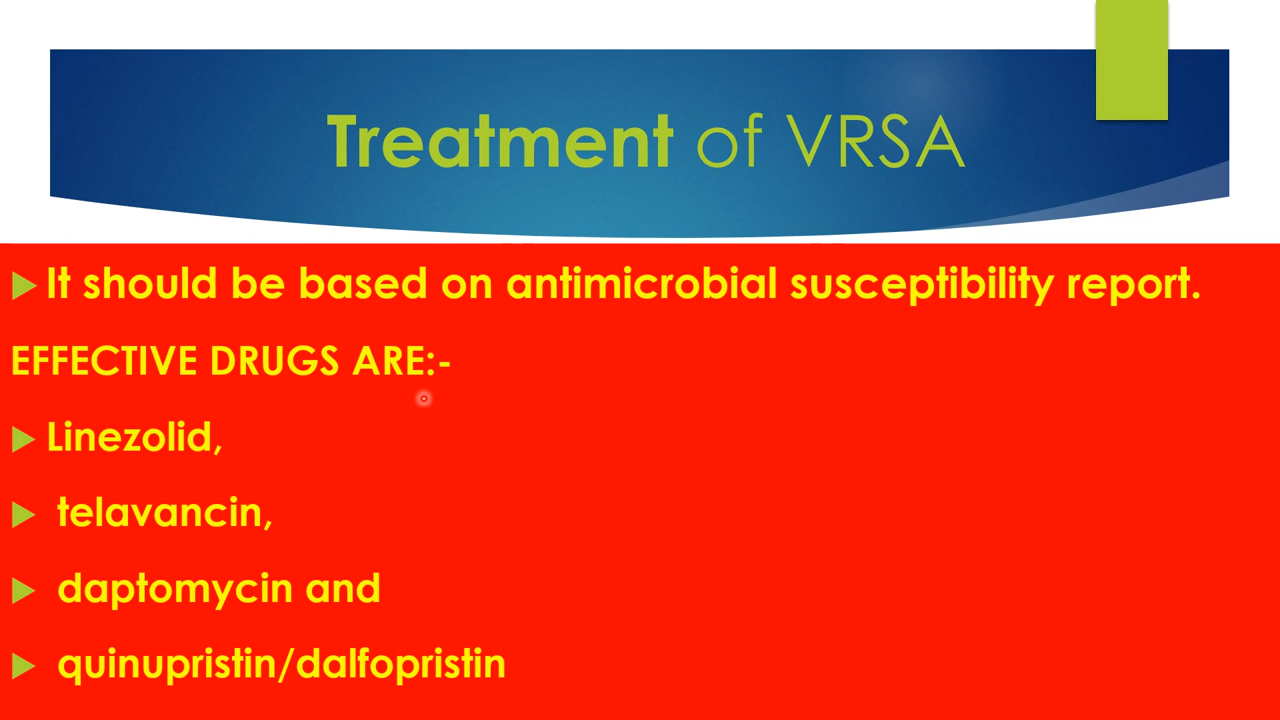 Treatment of VRSA
It should be based on antimicrobial susceptibility report.
EFFECTIVE DRUGS ARE:-
Linezolid,
telavancin,
daptomycin and
quinupristin/dalfopristin